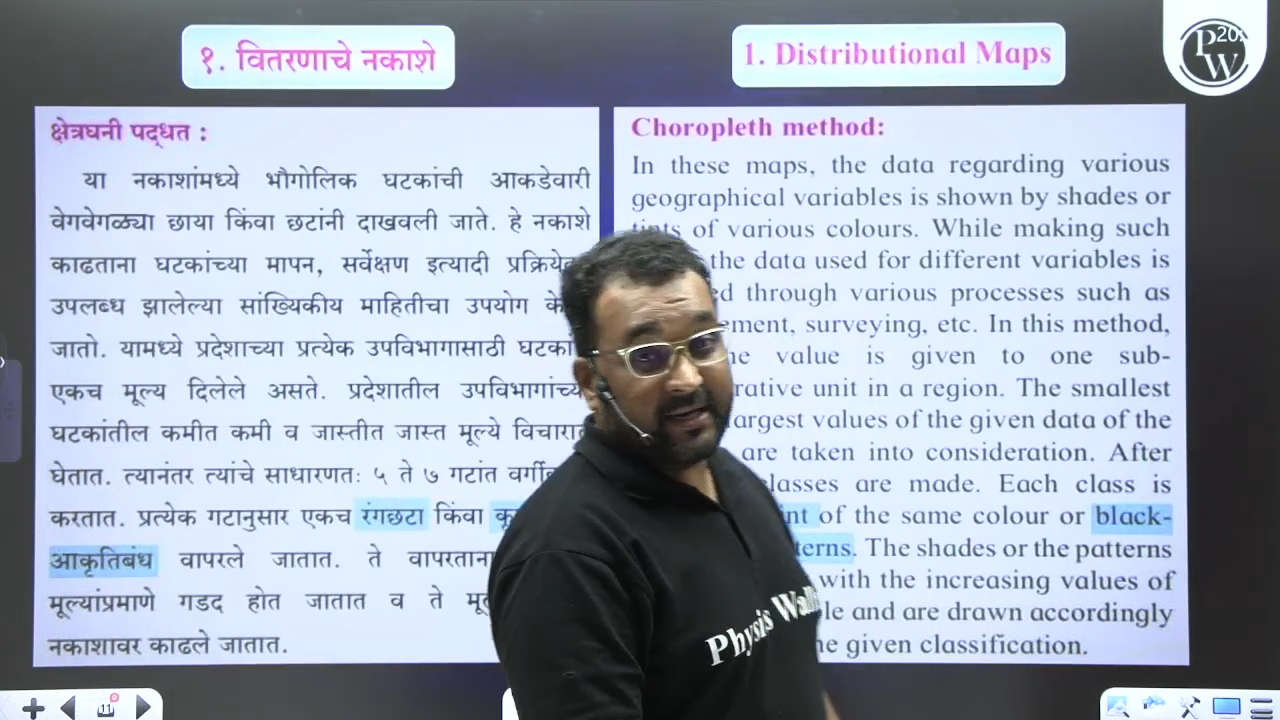 १. वितरणाचे नकाशे
1. Distributional Maps
PW
क्षेत्रघनी पद्धत :
या नकाशांमध्ये भौगोलिक घटकांची आकडेवारी
वेगवेगळ्या छाया किंवा छटांनी दाखवली जाते. हे नकाशे
काढताना घटकांच्या मापन, सर्वेक्षण इत्यादी
उपलब्ध झालेल्या सांख्यिकीय माहितीचा उपयोग
जातो. यामध्ये प्रदेशाच्या प्रत्येक उपविभागासाठी
एकच मूल्य दिलेले असते. प्रदेशातील
घटकांतील कमीत कमी व जास्तीत जास्त मूल्ये
घेतात. त्यानंतर त्यांचे साधारणतः ५ ते ७ गटांत
करतात. प्रत्येक गटानुसार एकच रंगछटा किंवा
आकृतिबंध वापरले जातात. ते वापरताना
मूल्यांप्रमाणे गडद होत जातात व ते
नकाशावर काढले जातात.
Choropleth method:
In these maps, the data regarding various
geographical variables is shown by shades or
tints of various colours. While making such
the data used for different variables is
through various processes such as
surveying, etc. In this method,
value is given to one sub-
unit in a region. The smallest
values of the given data of the
are taken into consideration. After
classes are made. Each class is
of the same colour or black-
The shades or the patterns
with the increasing values of
and are drawn accordingly
given classification.
11